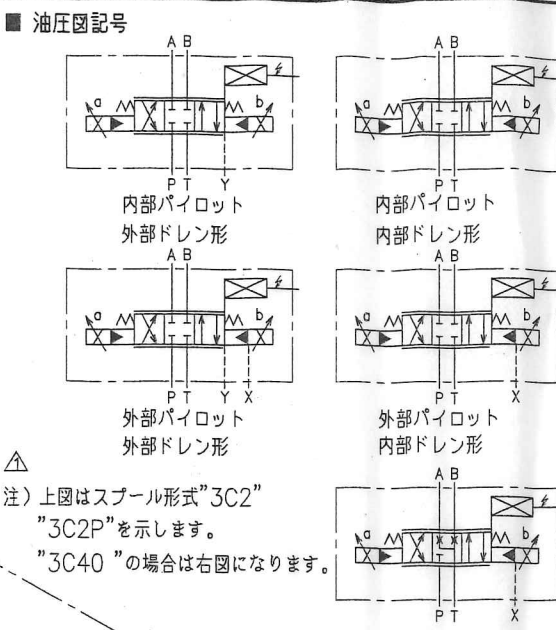 ■ 油圧図記号
A B
A B
a
b
a
b
P T Y
P T
内部パイロット
内部パイロット
外部ドレン形
内部ドレン形
A B
A B
a
b
a
b
P T Y X
P T X
外部パイロット
外部パイロット
外部ドレン形
内部ドレン形
A B
1
注) 上図はスプール形式"3C2"
"3C2P"を示します。
"3C40 "の場合は右図になります。
a
b
P T X